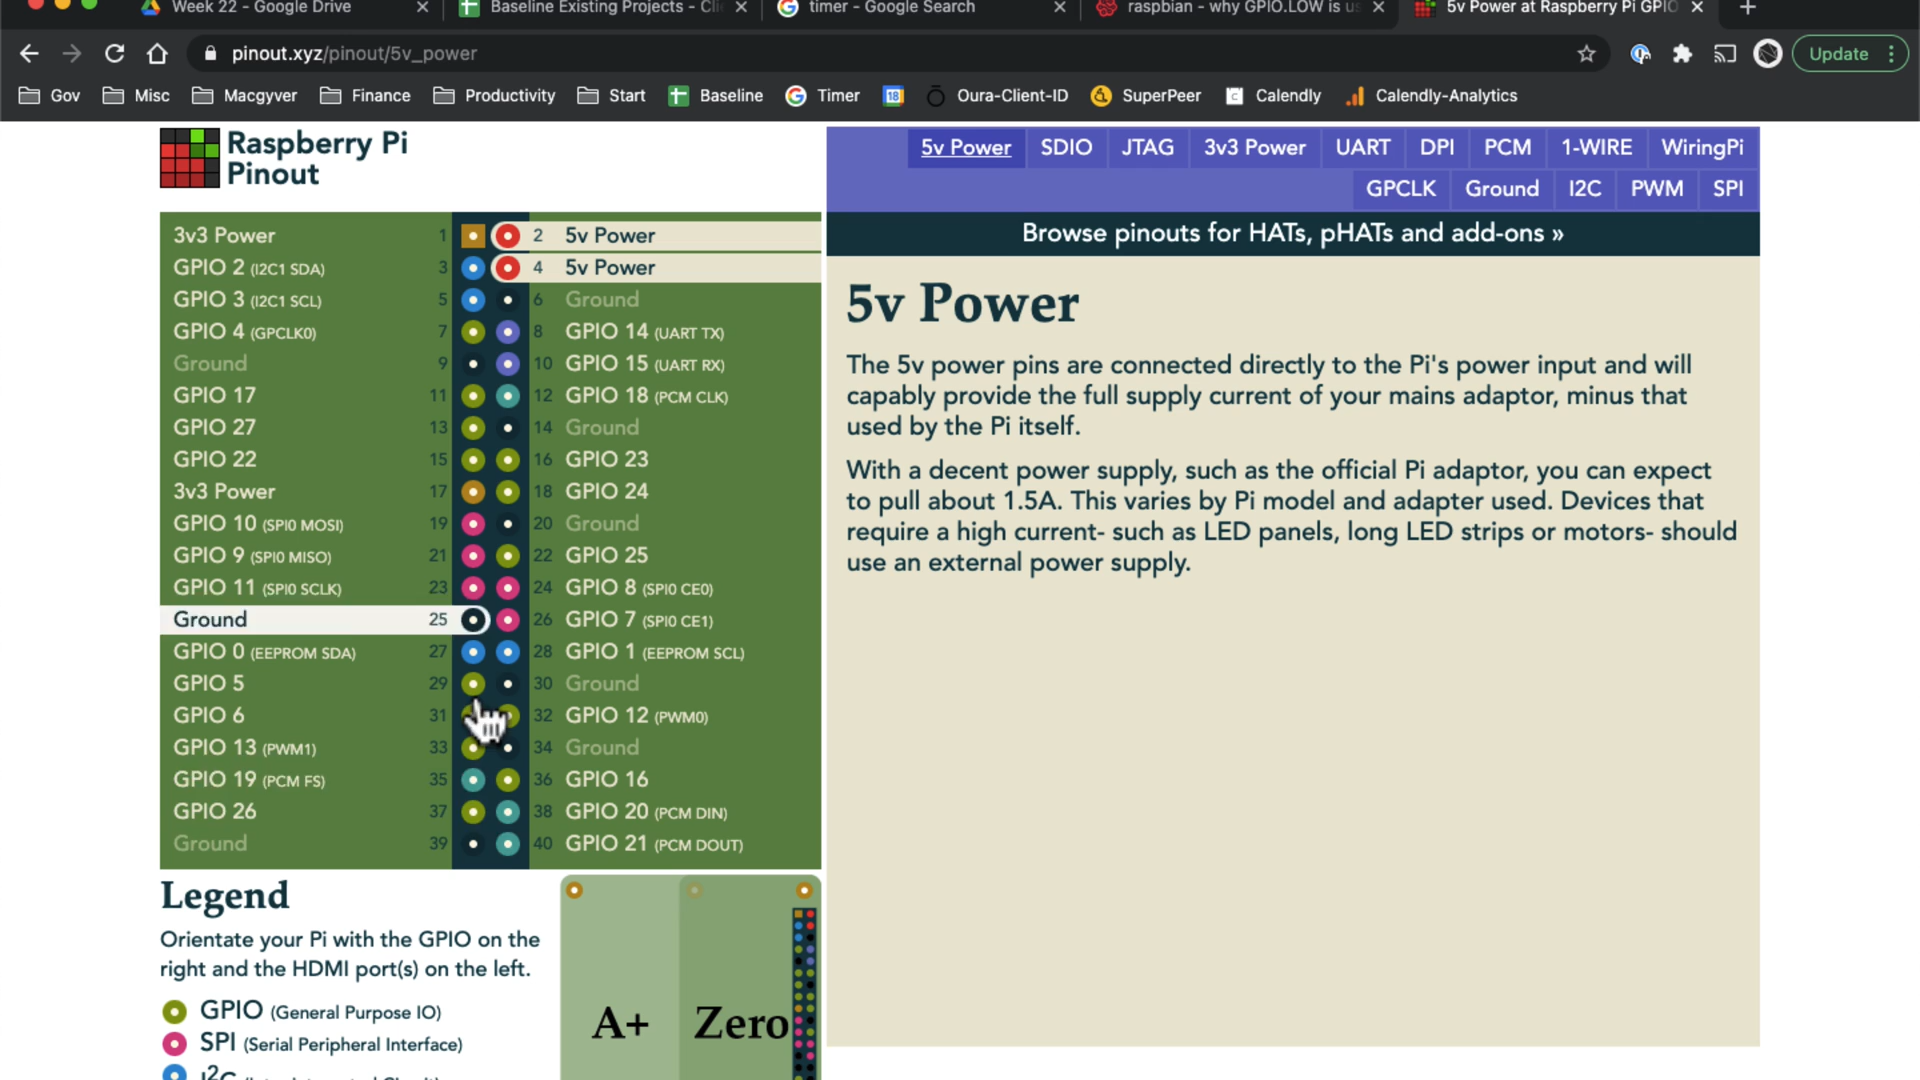 Week 22 - Google Drive
Baseline Existing Projects - Cli
timer - Google Search
raspbian - why GPIO.LOW is us
5v Power at Raspberry Pi GPIO
pinout.xyz/pinout/5v_power
Update
Gov
Misc
Macgyver
Finance
Productivity
Start
Baseline
Timer
18
Oura-Client-ID
SuperPeer
Calendly
Calendly-Analytics
Raspberry Pi
Pinout
5v Power SDIO JTAG 3v3 Power UART DPI PCM 1-WIRE WiringPi
GPCLK Ground I2C PWM SPI
Browse pinouts for HATs, pHATs and add-ons »
3v3 Power 1 2 5v Power
GPIO 2 (I2C1 SDA) 3 4 5v Power
GPIO 3 (I2C1 SCL) 5 6 Ground
GPIO 4 (GPCLK0) 7 8 GPIO 14 (UART TX)
Ground 9 10 GPIO 15 (UART RX)
GPIO 17 11 12 GPIO 18 (PCM CLK)
GPIO 27 13 14 Ground
GPIO 22 15 16 GPIO 23
3v3 Power 17 18 GPIO 24
GPIO 10 (SPI0 MOSI) 19 20 Ground
GPIO 9 (SPI0 MISO) 21 22 GPIO 25
GPIO 11 (SPI0 SCLK) 23 24 GPIO 8 (SPI0 CE0)
Ground 25 26 GPIO 7 (SPI0 CE1)
GPIO 0 (EEPROM SDA) 27 28 GPIO 1 (EEPROM SCL)
GPIO 5 29 30 Ground
GPIO 6 31 32 GPIO 12 (PWM0)
GPIO 13 (PWM1) 33 34 Ground
GPIO 19 (PCM FS) 35 36 GPIO 16
GPIO 26 37 38 GPIO 20 (PCM DIN)
Ground 39 40 GPIO 21 (PCM DOUT)
5v Power
The 5v power pins are connected directly to the Pi's power input and will
capably provide the full supply current of your mains adaptor, minus that
used by the Pi itself.
With a decent power supply, such as the official Pi adaptor, you can expect
to pull about 1.5A. This varies by Pi model and adapter used. Devices that
require a high current- such as LED panels, long LED strips or motors- should
use an external power supply.
Legend
Orientate your Pi with the GPIO on the
right and the HDMI port(s) on the left.
GPIO (General Purpose IO)
SPI (Serial Peripheral Interface)
A+
Zero